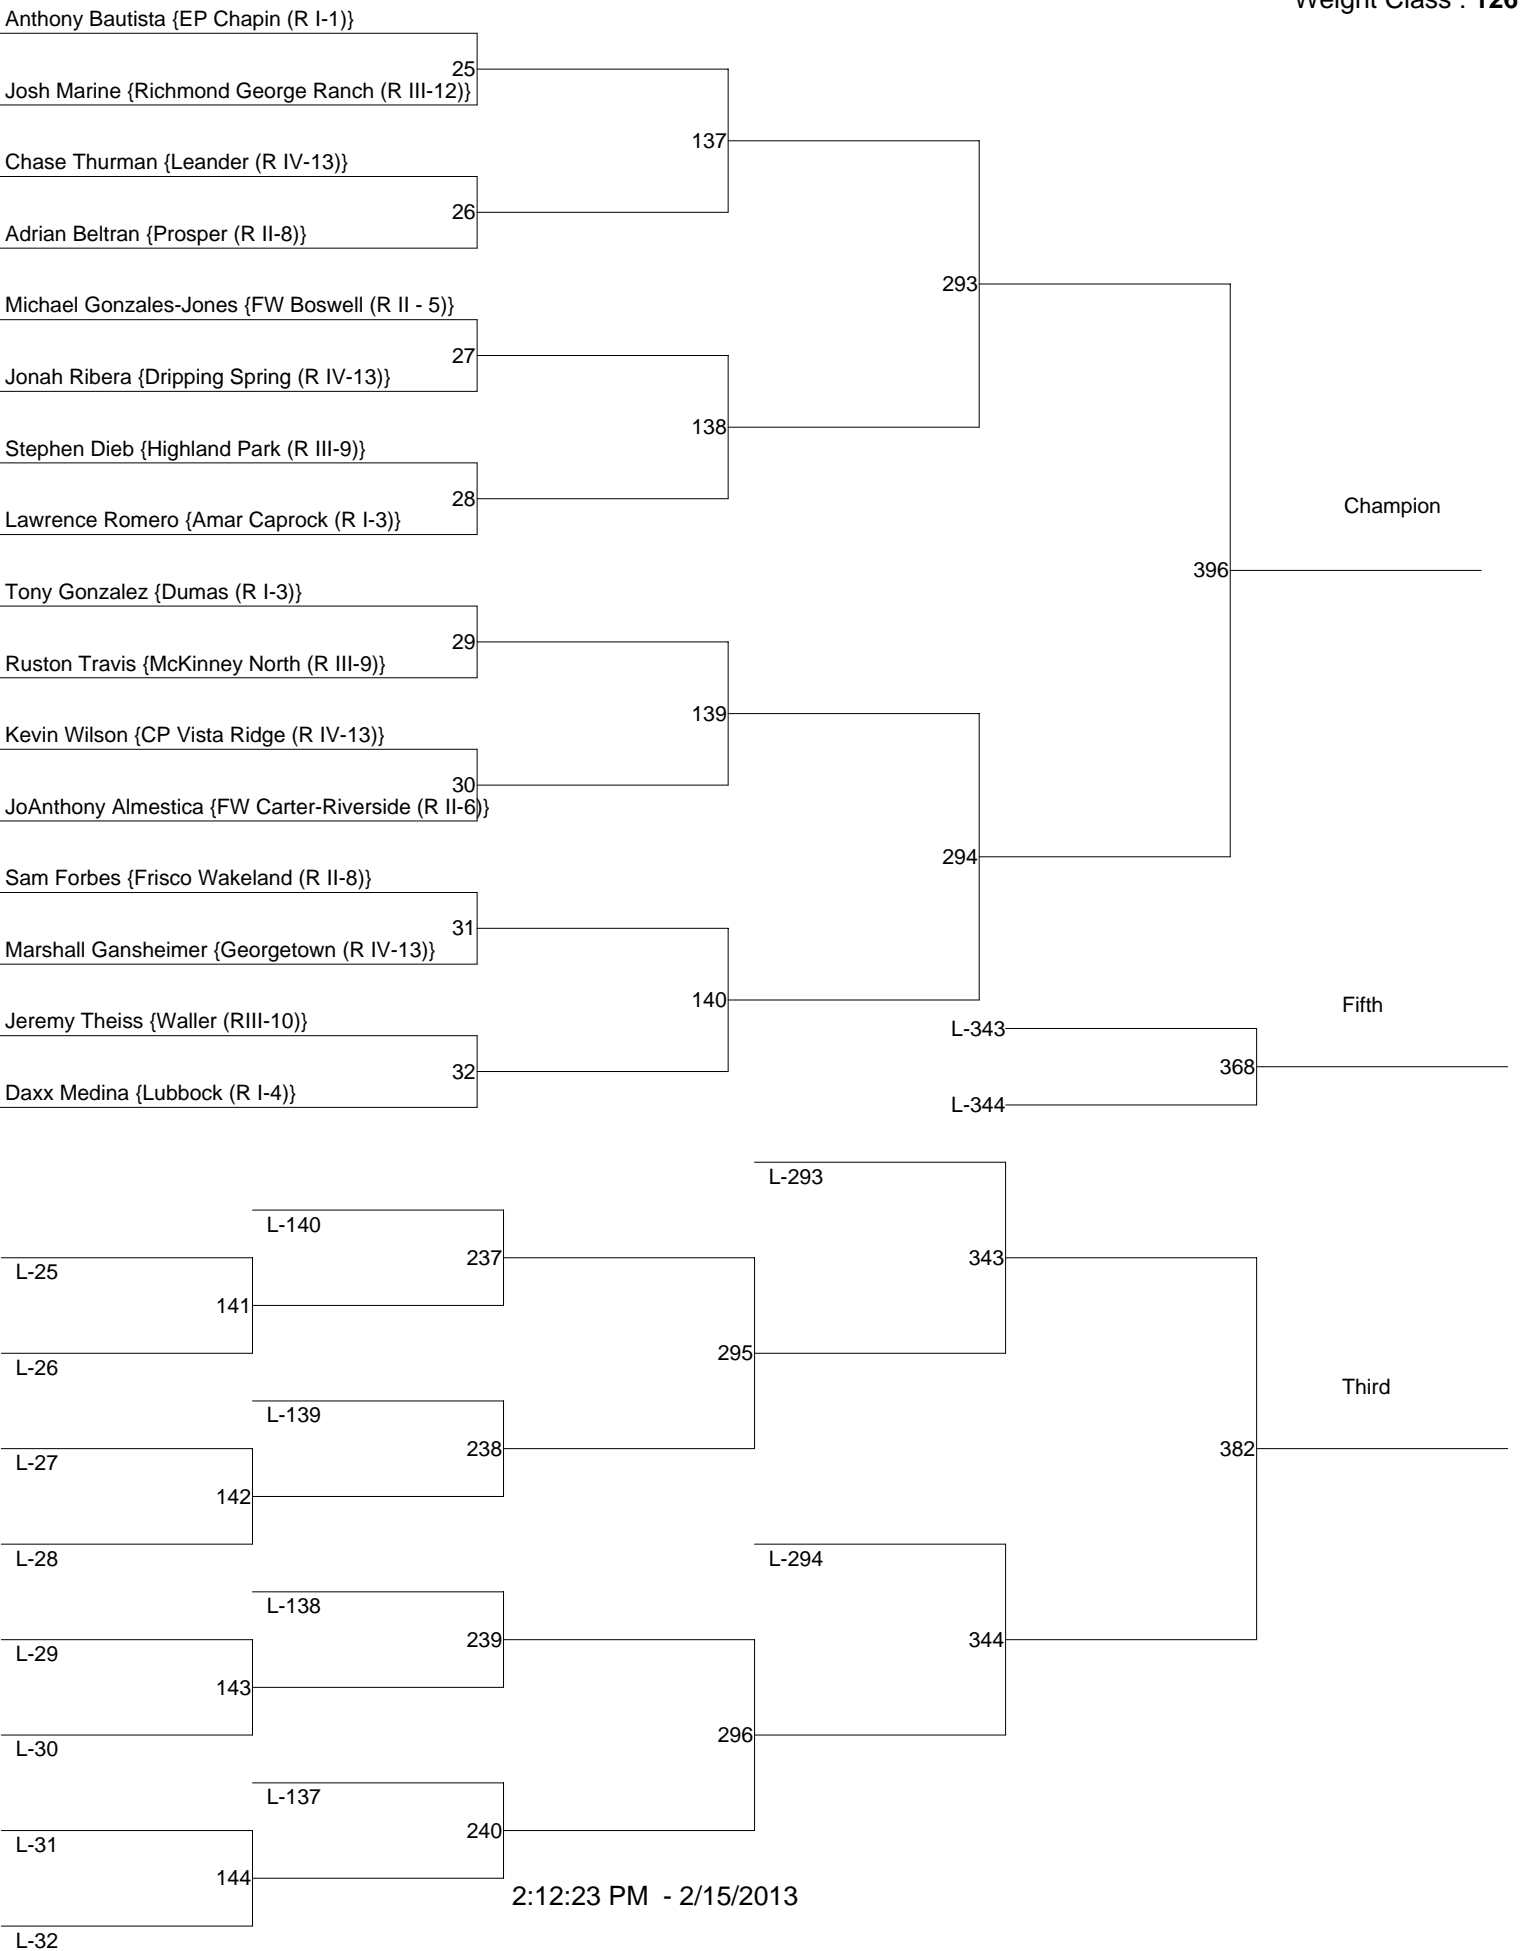 Weight Class : 126
Anthony Bautista {EP Chapin (R I-1)}
25
Josh Marine {Richmond George Ranch (R III-12)}
137
Chase Thurman {Leander (R IV-13)}
26
Adrian Beltran {Prosper (R II-8)}
293
Michael Gonzales-Jones {FW Boswell (R II - 5)}
27
Jonah Ribera {Dripping Spring (R IV-13)}
138
Stephen Dieb {Highland Park (R III-9)}
28
Champion
Lawrence Romero {Amar Caprock (R I-3)}
396
Tony Gonzalez {Dumas (R I-3)}
29
Ruston Travis {McKinney North (R III-9)}
139
Kevin Wilson {CP Vista Ridge (R IV-13)}
30
JoAnthony Almestica {FW Carter-Riverside (R II-6)}
294
Sam Forbes {Frisco Wakeland (R II-8)}
31
Marshall Gansheimer {Georgetown (R IV-13)}
140
Fifth
Jeremy Theiss {Waller (RIII-10)}
L-343
368
32
Daxx Medina {Lubbock (R I-4)}
L-344
L-293
L-140
237
343
L-25
141
295
L-26
Third
L-139
238
382
L-27
142
L-28
L-294
L-138
239
344
L-29
143
296
L-30
L-137
240
L-31
144
2:12:23 PM - 2/15/2013
L-32